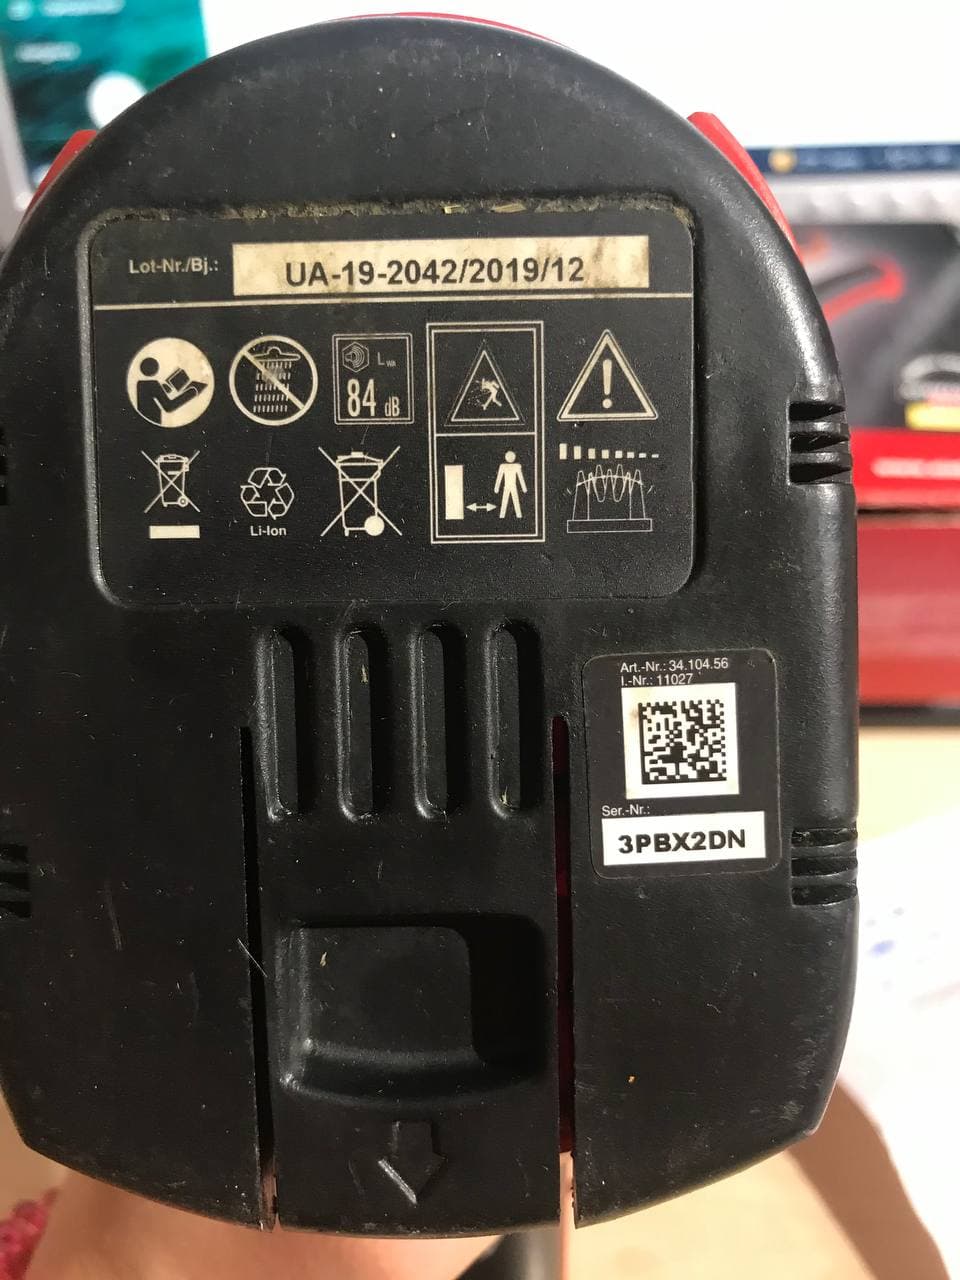 Lot-Nr./Bj.: UA-19-2042/2019/12
LWA
84 dB
Li-Ion
Art.-Nr.: 34.104.56
I.-Nr.: 11027
Ser.-Nr.:
3PBX2DN